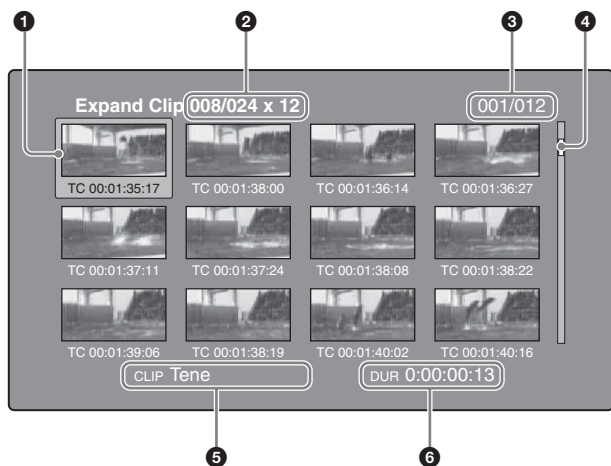 1 2 3 4
Expand Clip 008/024 x 12 001/012
TC 00:01:35:17 TC 00:01:38:00 TC 00:01:36:14 TC 00:01:36:27
TC 00:01:37:11 TC 00:01:37:24 TC 00:01:38:08 TC 00:01:38:22
TC 00:01:39:06 TC 00:01:38:19 TC 00:01:40:02 TC 00:01:40:16
CLIP Tene DUR 0:00:00:13
5 6